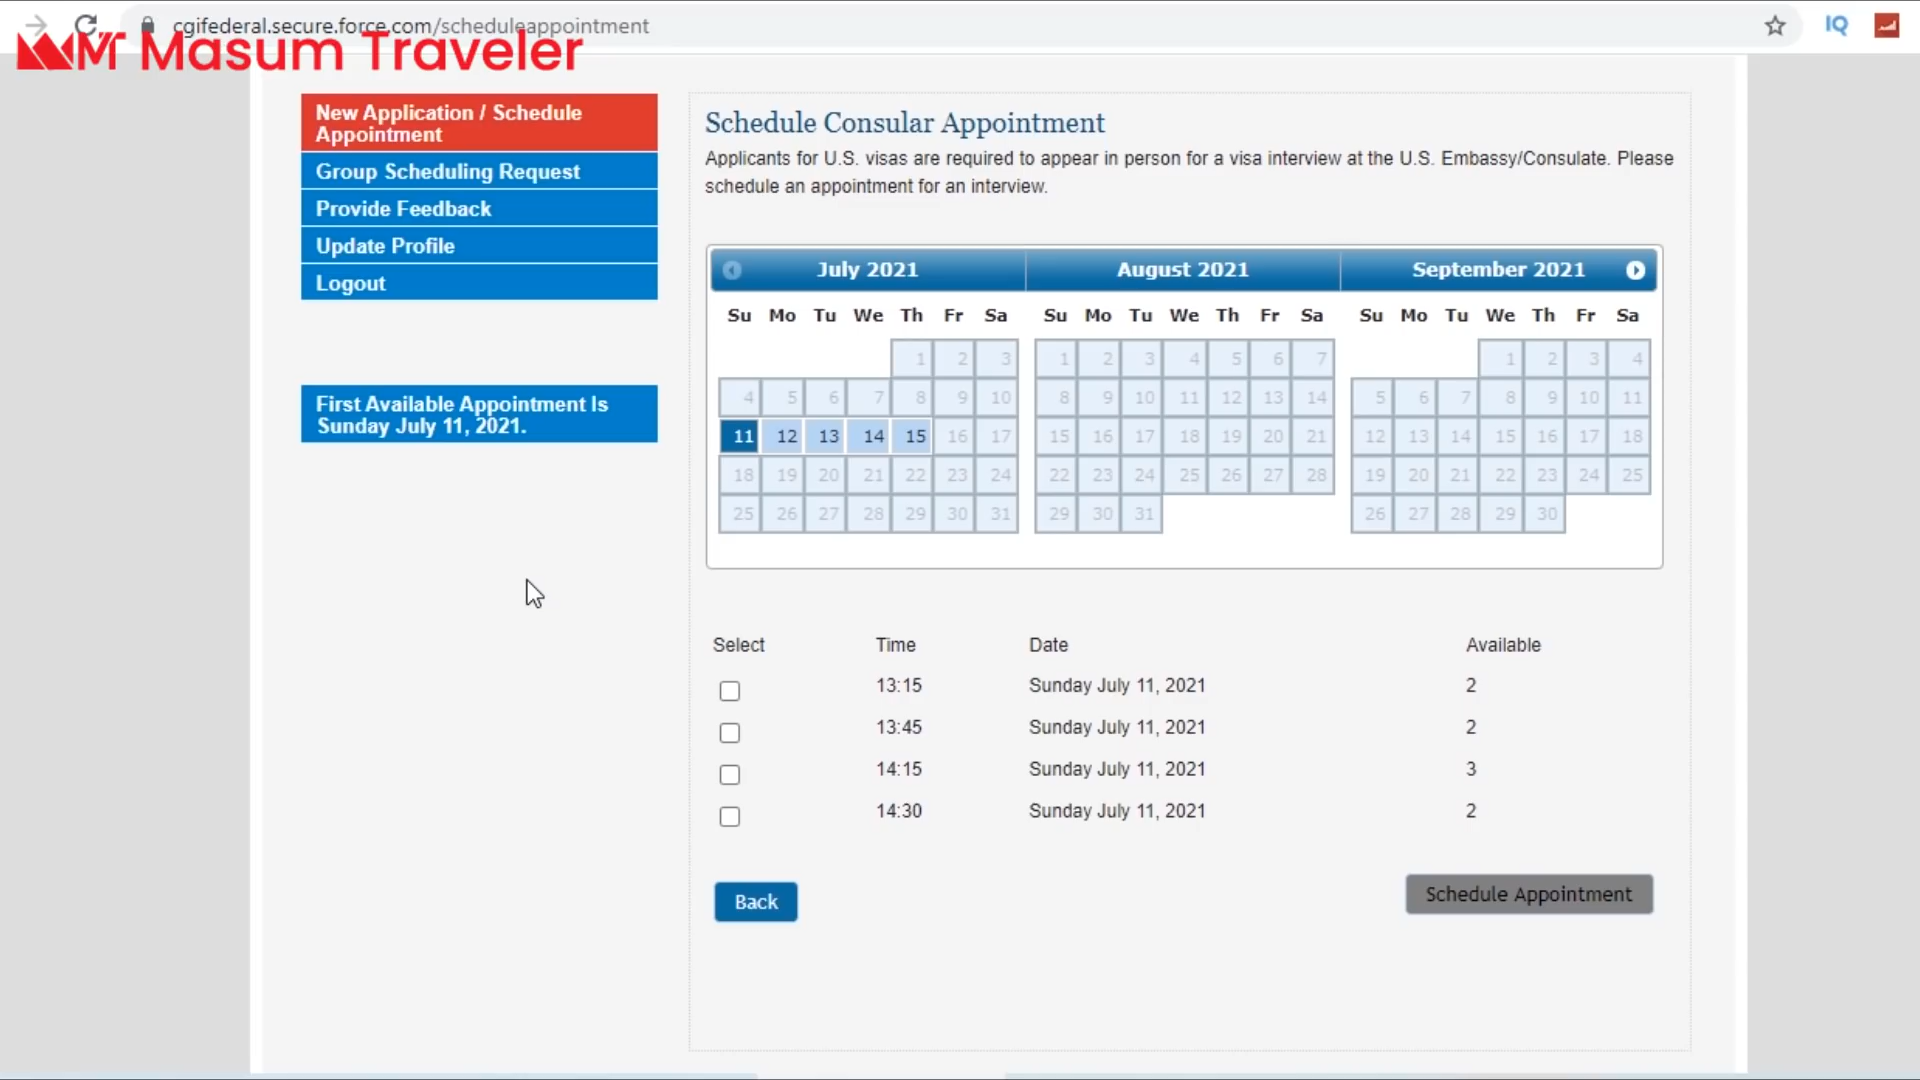 cgifederal.secure.force.com/scheduleappointment
IQ
MT Masum Traveler
New Application / Schedule
Appointment
Group Scheduling Request
Provide Feedback
Update Profile
Logout
First Available Appointment Is
Sunday July 11, 2021.
Schedule Consular Appointment
Applicants for U.S. visas are required to appear in person for a visa interview at the U.S. Embassy/Consulate. Please
schedule an appointment for an interview.
July 2021
Su Mo Tu We Th Fr Sa
1 2 3
4 5 6 7 8 9 10
11 12 13 14 15 16 17
18 19 20 21 22 23 24
25 26 27 28 29 30 31
August 2021
Su Mo Tu We Th Fr Sa
1 2 3 4 5 6 7
8 9 10 11 12 13 14
15 16 17 18 19 20 21
22 23 24 25 26 27 28
29 30 31
September 2021
Su Mo Tu We Th Fr Sa
1 2 3 4
5 6 7 8 9 10 11
12 13 14 15 16 17 18
19 20 21 22 23 24 25
26 27 28 29 30
Select Time Date Available
13:15 Sunday July 11, 2021 2
13:45 Sunday July 11, 2021 2
14:15 Sunday July 11, 2021 3
14:30 Sunday July 11, 2021 2
Back
Schedule Appointment